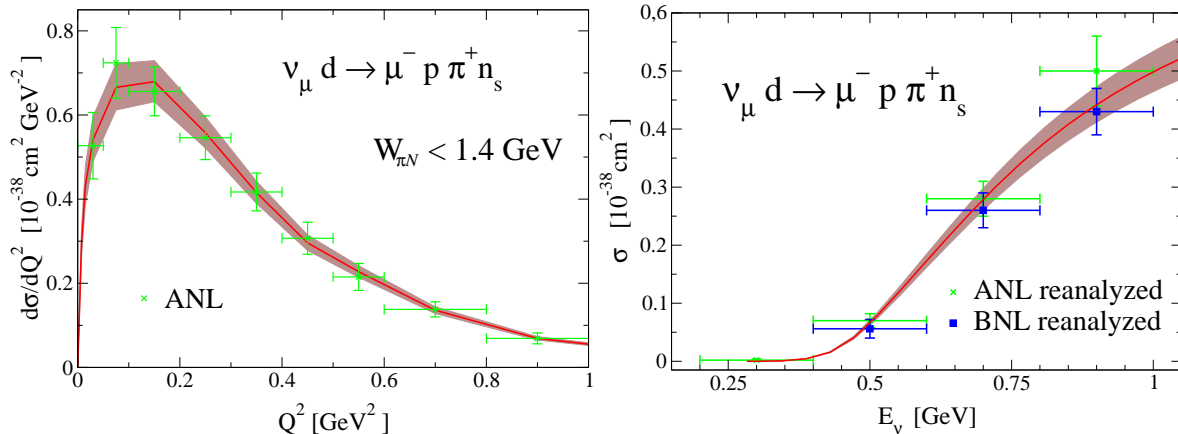 ν_μ d → μ⁻ p π⁺ n_s
W_πN < 1.4 GeV
ANL
dσ/dQ² [10⁻³⁸ cm² GeV⁻²]
0.8
0.6
0.4
0.2
0
0 0.2 0.4 0.6 0.8 1
Q² [GeV²]
ν_μ d → μ⁻ p π⁺ n_s
ANL reanalyzed
BNL reanalyzed
σ [10⁻³⁸ cm²]
0.6
0.5
0.4
0.3
0.2
0.1
0
0.25 0.5 0.75 1
E_ν [GeV]